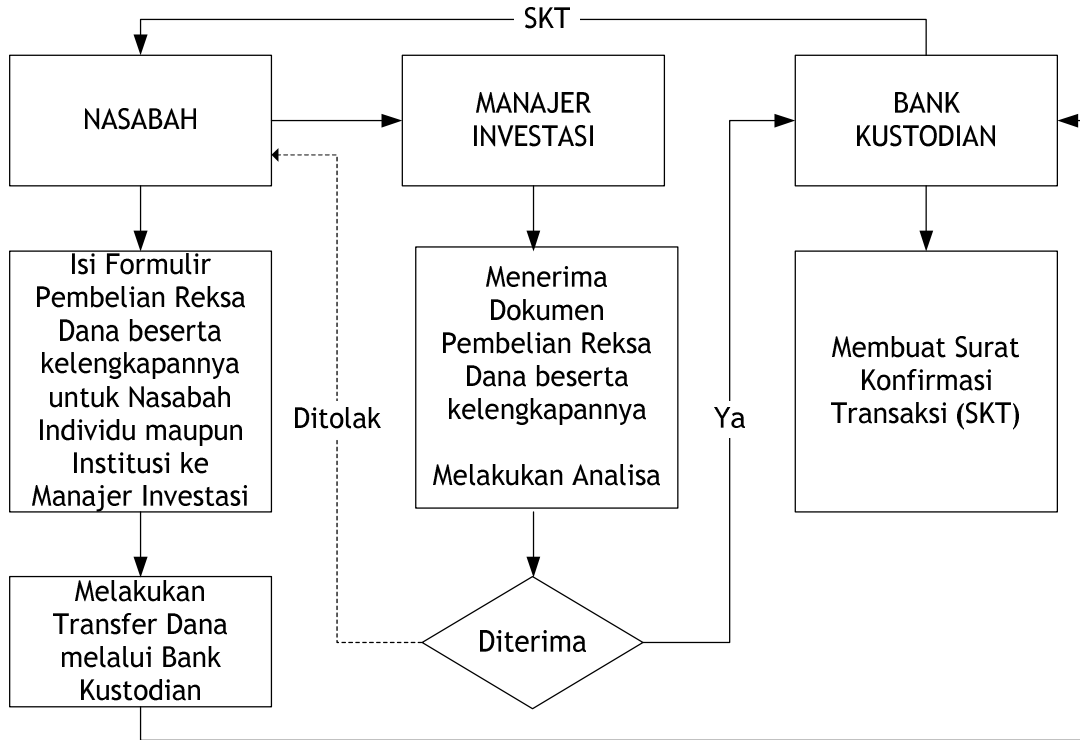 SKT
NASABAH
MANAJER
INVESTASI
BANK
KUSTODIAN
Isi Formulir
Pembelian Reksa
Dana beserta
kelengkapannya
untuk Nasabah
Individu maupun
Institusi ke
Manajer Investasi
Ditolak
Menerima
Dokumen
Pembelian Reksa
Dana beserta
kelengkapannya
Melakukan Analisa
Ya
Membuat Surat
Konfirmasi
Transaksi (SKT)
Melakukan
Transfer Dana
melalui Bank
Kustodian
Diterima